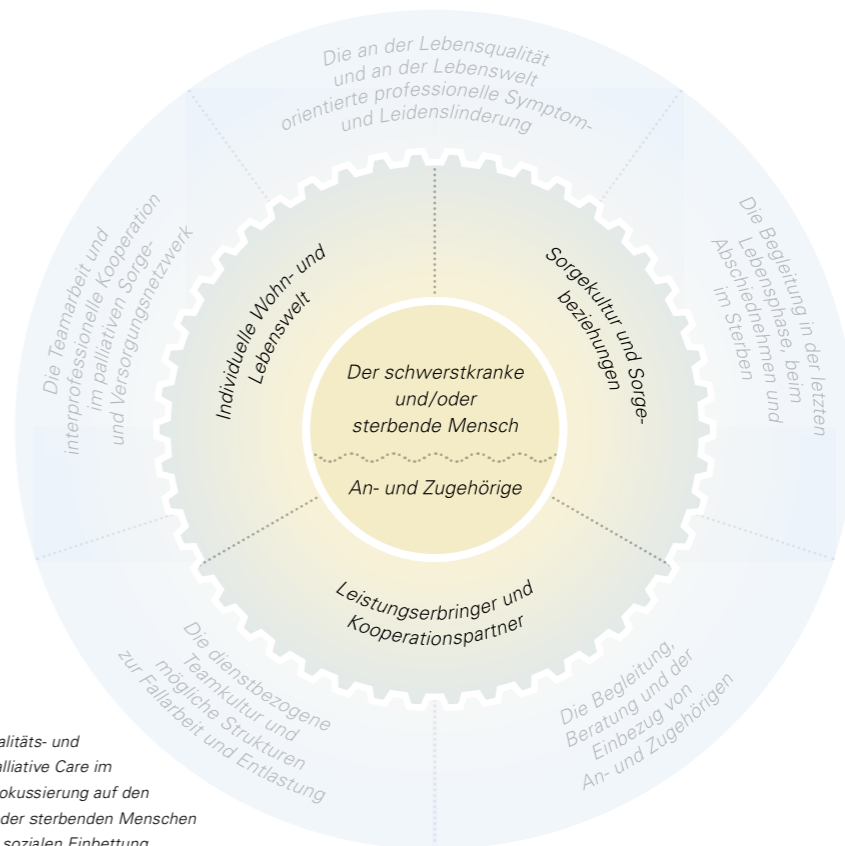 Die an der Lebensqualität
und an der Lebenswelt
orientierte professionelle Symptom-
und Leidenslinderung
Die Teamarbeit und
interprofessionelle Kooperation
im palliativen Sorge-
und Versorgungsnetzwerk
Die Begleitung in der letzten
Lebensphase, beim
Abschiednehmen und
im Sterben
Individuelle Wohn- und
Lebenswelt
Sorgekultur und Sorge-
beziehungen
Der schwerstkranke
und/oder
sterbende Mensch
An- und Zugehörige
Leistungserbringer und
Kooperationspartner
Die dienstbezogene
Teamkultur und
mögliche Strukturen
zur Fallarbeit und Entlastung
Die Begleitung,
Beratung und der
Einbezug von
An- und Zugehörigen
alitäts- und
alliative Care im
okussierung auf den
der sterbenden Menschen
sozialen Einbettung